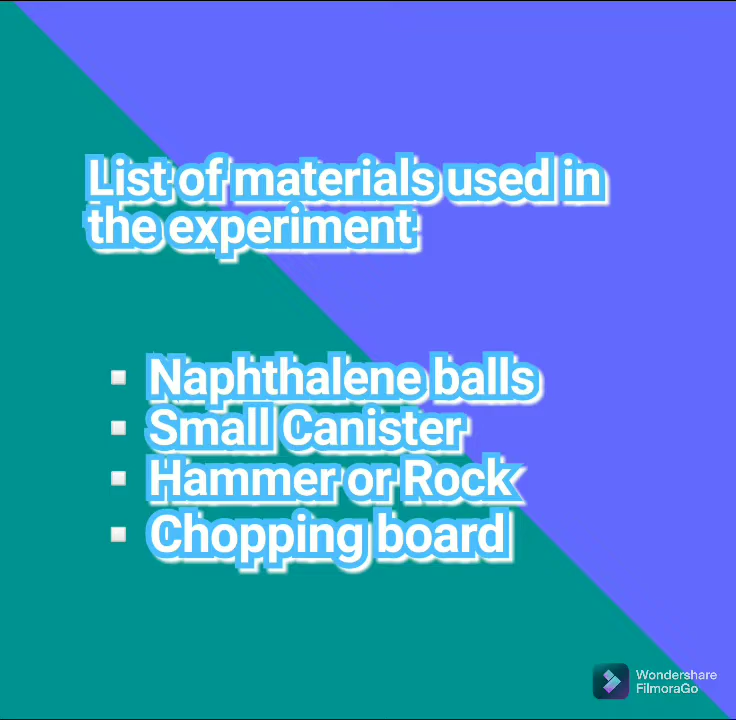 List of materials used in
the experiment
Naphthalene balls
Small Canister
Hammer or Rock
Chopping board
Wondershare
FilmoraGo